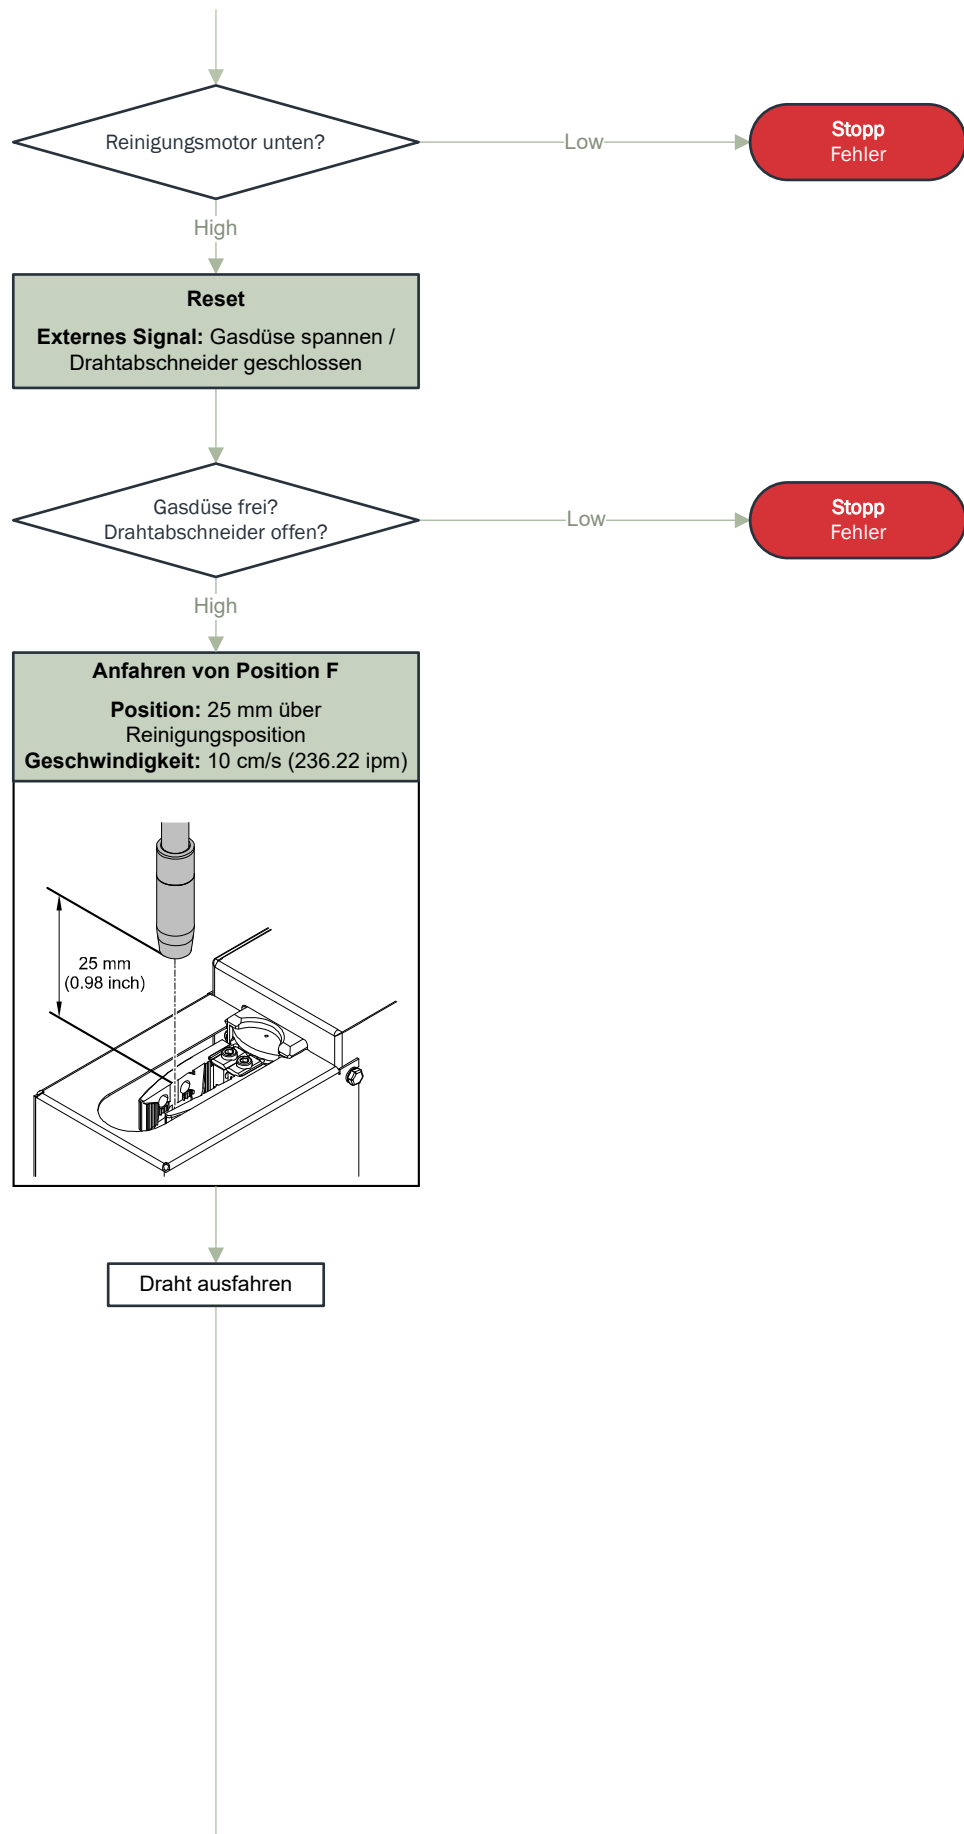 Reinigungsmotor unten?
Low
Stopp
Fehler
High
Reset
Externes Signal: Gasdüse spannen /
Drahtabschneider geschlossen
Gasdüse frei?
Drahtabschneider offen?
Low
Stopp
Fehler
High
Anfahren von Position F
Position: 25 mm über
Reinigungsposition
Geschwindigkeit: 10 cm/s (236.22 ipm)
25 mm
(0.98 inch)
Draht ausfahren